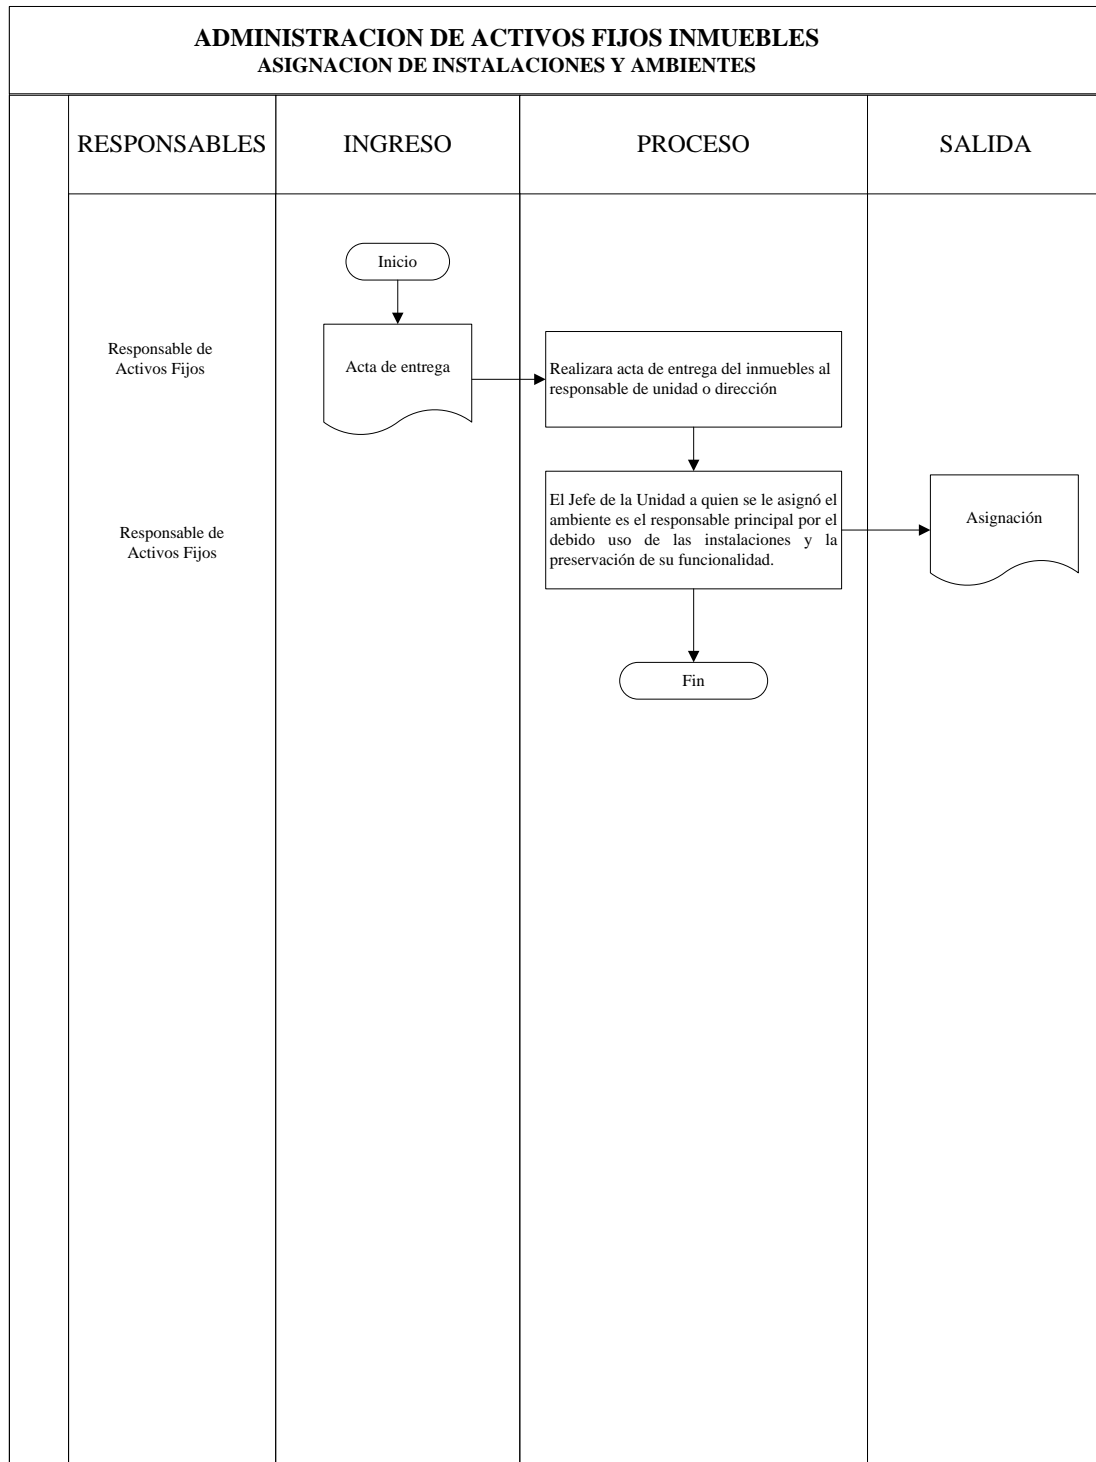 ADMINISTRACION DE ACTIVOS FIJOS INMUEBLES
ASIGNACION DE INSTALACIONES Y AMBIENTES
RESPONSABLES
INGRESO
PROCESO
SALIDA
Inicio
Responsable de
Activos Fijos
Acta de entrega
Realizara acta de entrega del inmuebles al
responsable de unidad o dirección
Responsable de
Activos Fijos
El Jefe de la Unidad a quien se le asignó el
ambiente es el responsable principal por el
debido uso de las instalaciones y la
preservación de su funcionalidad.
Asignación
Fin